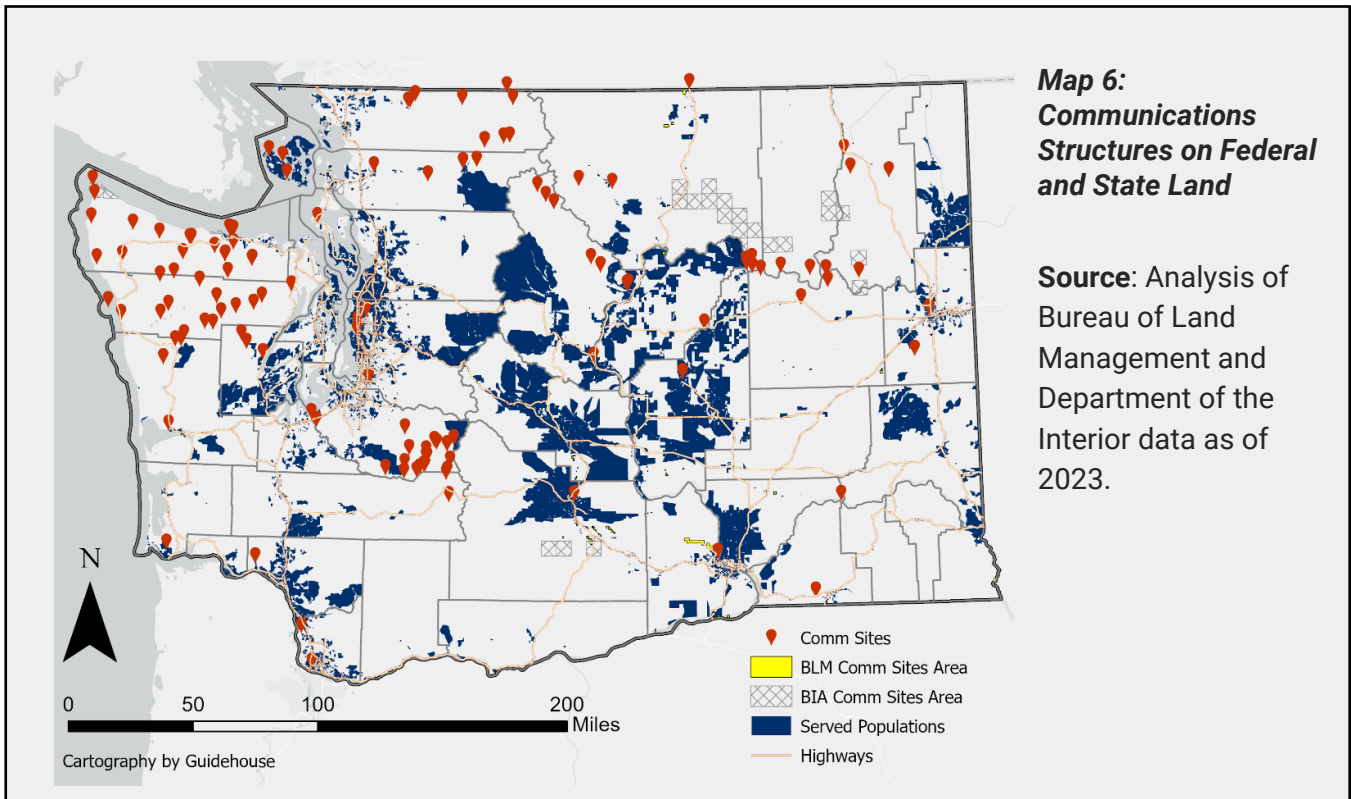 Map 6:
Communications
Structures on Federal
and State Land
Source: Analysis of
Bureau of Land
Management and
Department of the
Interior data as of
2023.
N
0 50 100 200
Miles
Cartography by Guidehouse
Comm Sites
BLM Comm Sites Area
BIA Comm Sites Area
Served Populations
Highways